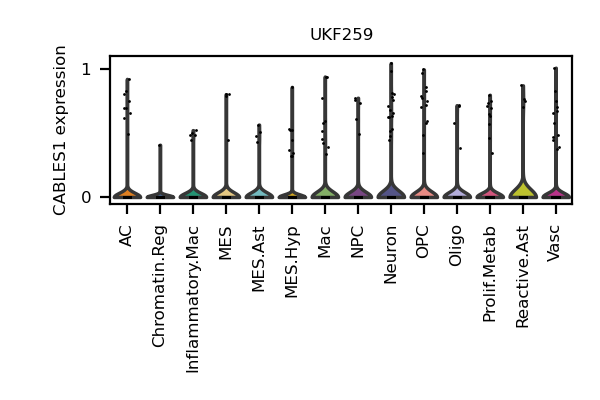 UKF259
CABLES1 expression
1
0
AC
Chromatin.Reg
Inflammatory.Mac
MES
MES.Ast
MES.Hyp
Mac
NPC
Neuron
OPC
Oligo
Prolif.Metab
Reactive.Ast
Vasc